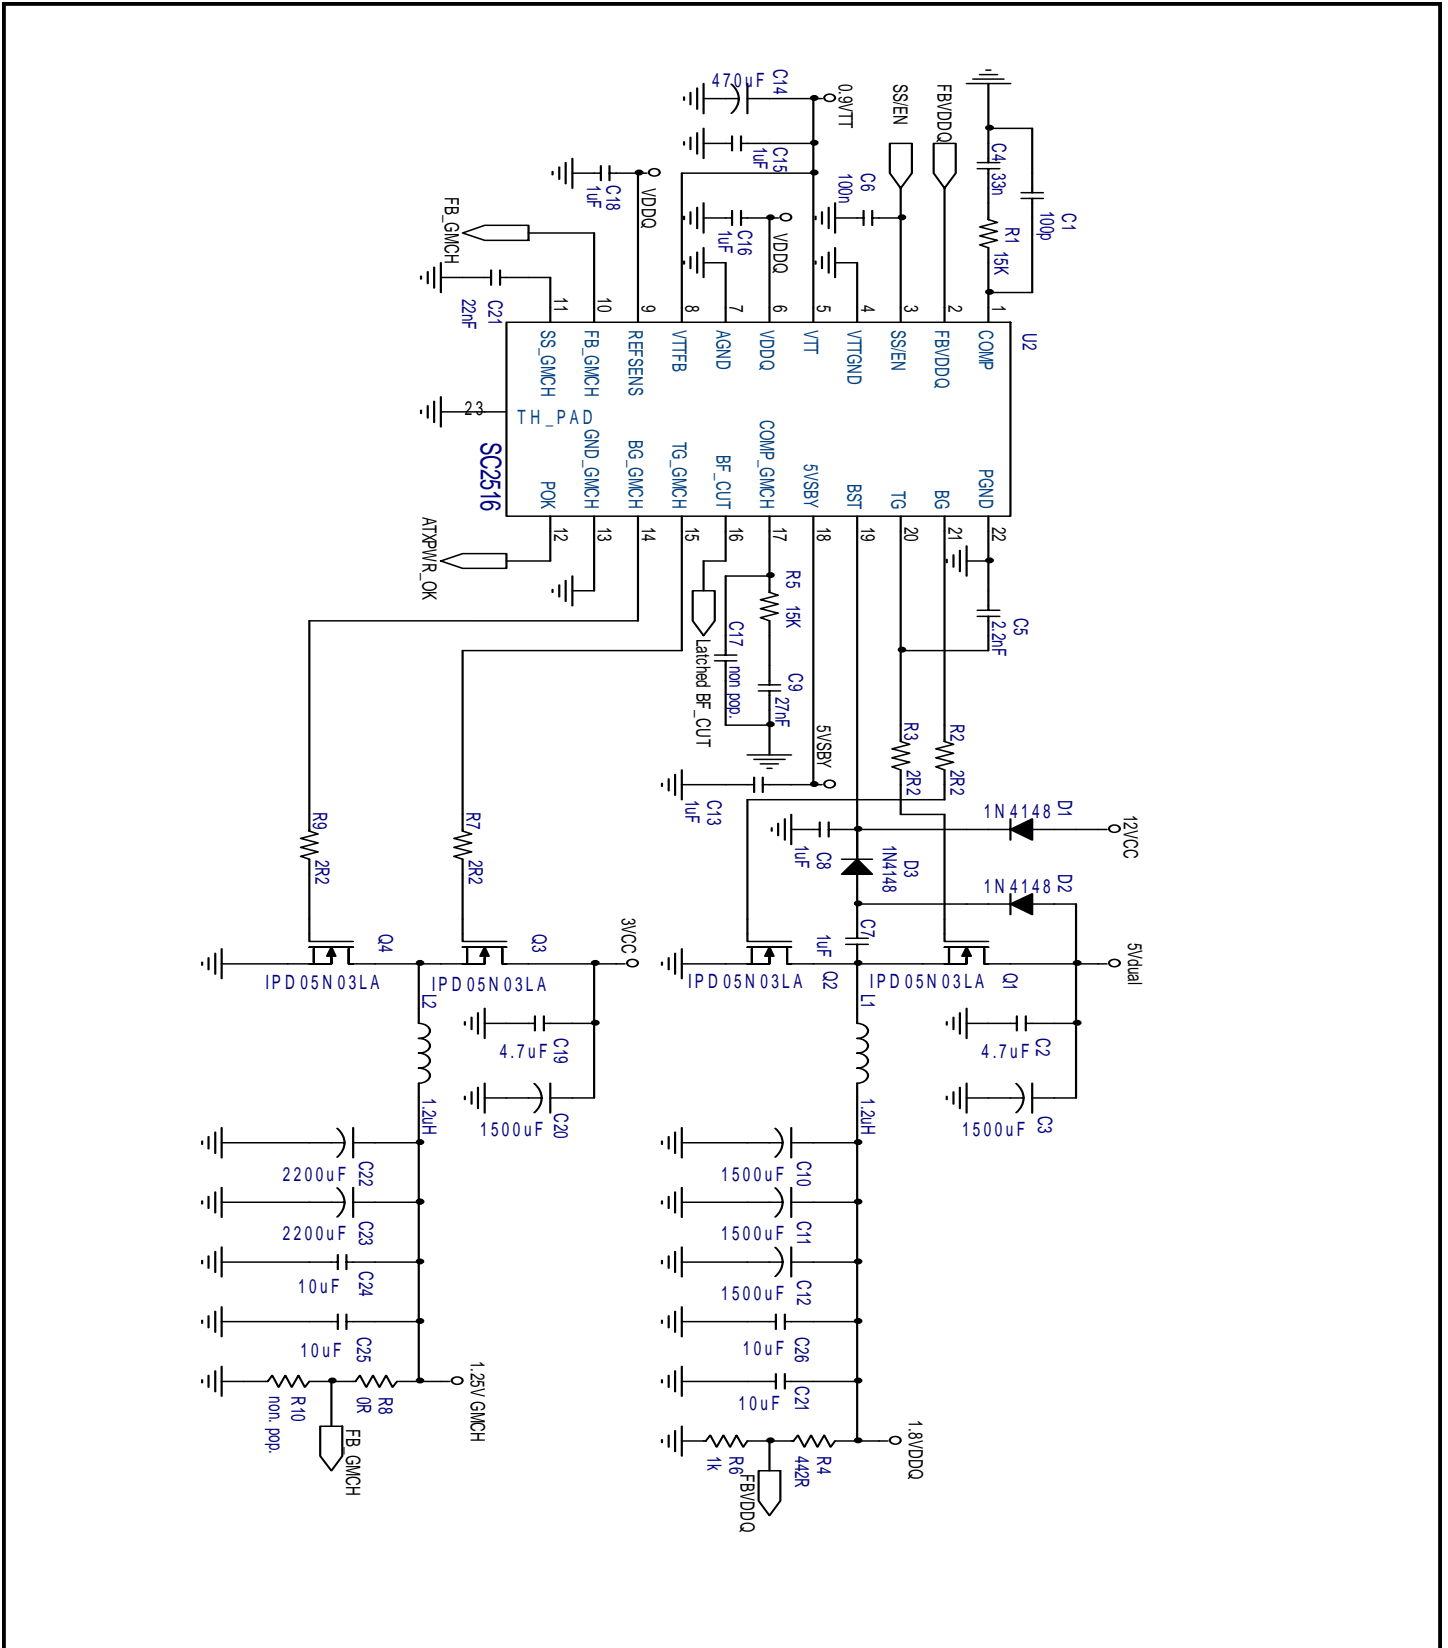 U2
SC2516
COMP
FBVDDQ
SS/EN
VTTGND
VTT
VDDQ
AGND
VTTFB
REFSENS
FB_GMCH
SS_GMCH
TH_PAD
PGND
BG
TG
BST
5VSBY
COMP_GMCH
BF_CUT
TG_GMCH
BG_GMCH
GND_GMCH
POK
1
2
3
4
5
6
7
8
9
10
11
23
22
21
20
19
18
17
16
15
14
13
12
C1
100p
C4
33n
R1
15K
FBVDDQ
SS/EN
C6
100n
0.9VTT
C14
470uF
C15
1uF
VDDQ
C16
1uF
VDDQ
C18
1uF
FB_GMCH
C21
22nF
ATXPWR_OK
Latched BF_CUT
R5
15K
C17
non pop.
C9
27nF
5VSBY
C13
1uF
C5
2.2nF
R3
2R2
R2
2R2
D1
1N4148
12VCC
D2
1N4148
D3
1N4148
C8
1uF
C7
1uF
5Vdual
Q1
IPD05N03LA
Q2
IPD05N03LA
C2
4.7uF
C3
1500uF
L1
1.2uH
C10
1500uF
C11
1500uF
C12
1500uF
C26
10uF
C21
10uF
R4
442R
R6
1k
FBVDDQ
1.8VDDQ
R9
2R2
R7
2R2
3VCC
Q3
IPD05N03LA
Q4
IPD05N03LA
C19
4.7uF
C20
1500uF
L2
1.2uH
C22
2200uF
C23
2200uF
C24
10uF
C25
10uF
R8
0R
R10
non. pop.
FB_GMCH
1.25V GMCH